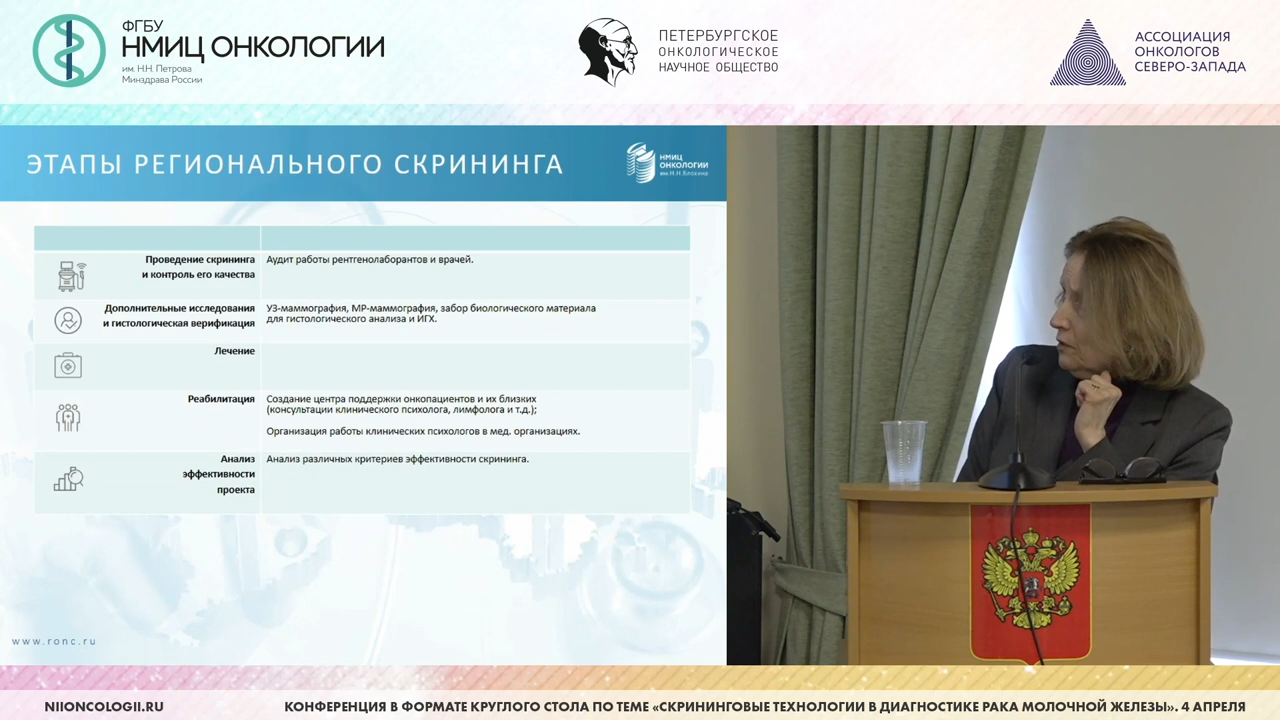 ФГБУ
НМИЦ ОНКОЛОГИИ
им. Н.Н. Петрова
Минздрава России
ПЕТЕРБУРГСКОЕ
ОНКОЛОГИЧЕСКОЕ
НАУЧНОЕ ОБЩЕСТВО
АССОЦИАЦИЯ
ОНКОЛОГОВ
СЕВЕРО-ЗАПАДА
ЭТАПЫ РЕГИОНАЛЬНОГО СКРИНИНГА
НМИЦ
ОНКОЛОГИИ
им. Н.Н. Блохина
Проведение скрининга
и контроль его качества
Аудит работы рентгенолаборантов и врачей.
Дополнительные исследования
и гистологическая верификация
УЗ-маммография, МР-маммография, забор биологического материала
для гистологического анализа и ИГХ.
Лечение
Реабилитация
Создание центра поддержки онкопациентов и их близких
(консультации клинического психолога, лимфолога и т.д.);
Организация работы клинических психологов в мед. организациях.
Анализ
эффективности
проекта
Анализ различных критериев эффективности скрининга.
www.ronc.ru
NIIONCOLOGII.RU
КОНФЕРЕНЦИЯ В ФОРМАТЕ КРУГЛОГО СТОЛА ПО ТЕМЕ «СКРИНИНГОВЫЕ ТЕХНОЛОГИИ В ДИАГНОСТИКЕ РАКА МОЛОЧНОЙ ЖЕЛЕЗЫ». 4 АПРЕЛЯ